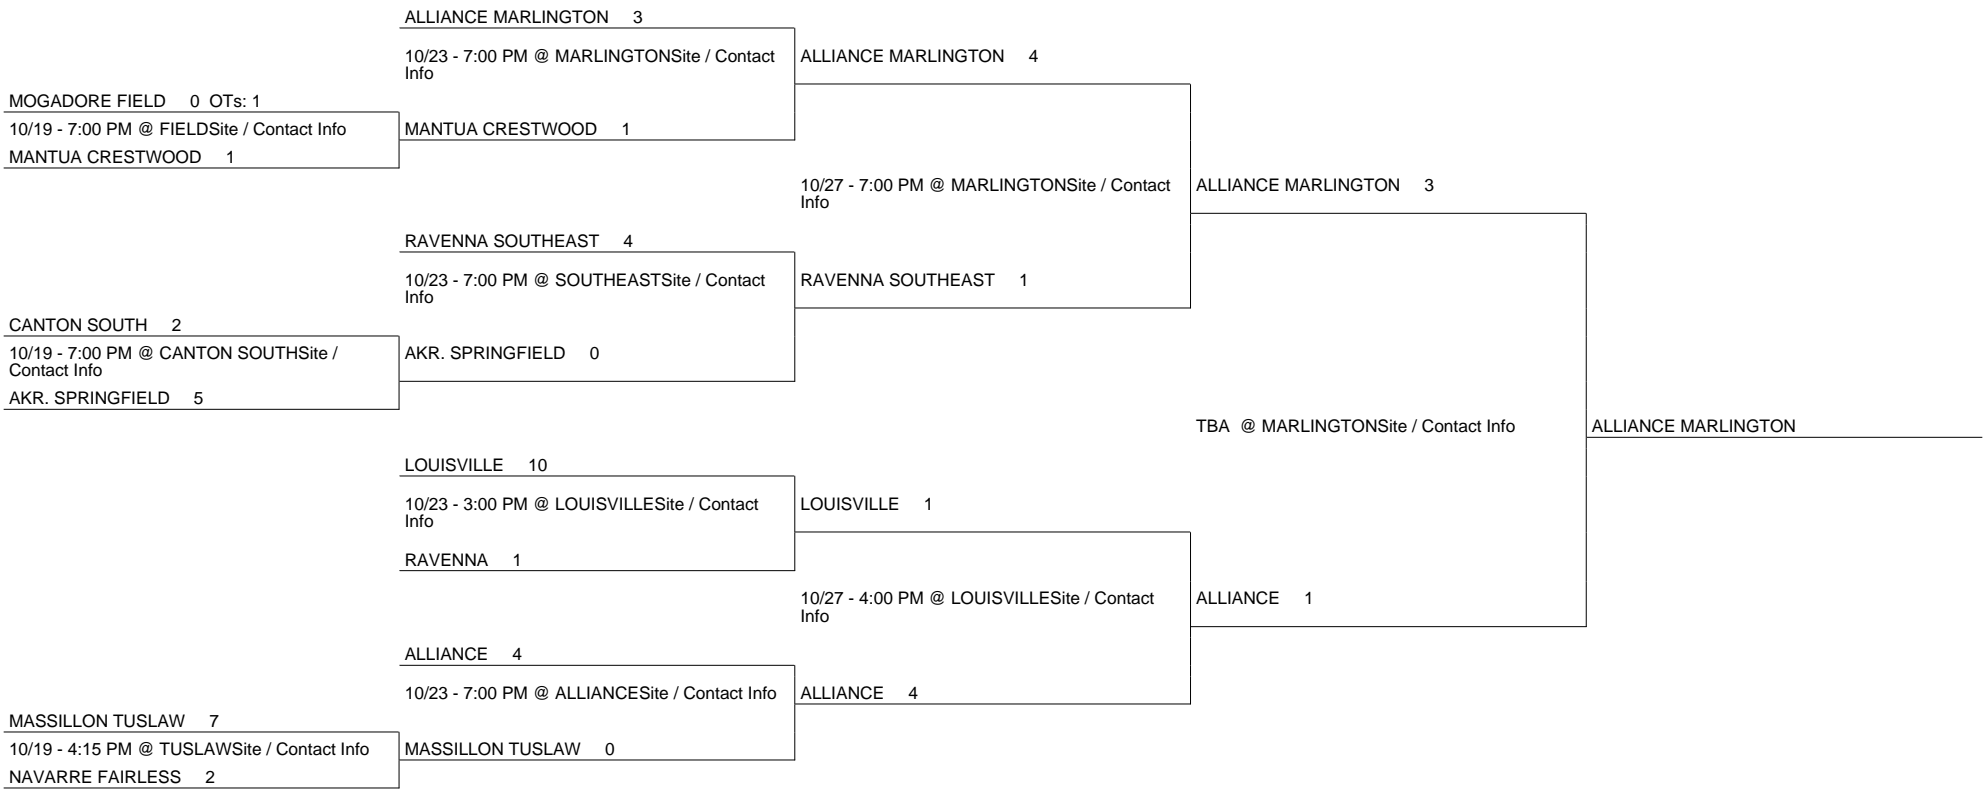 ALLIANCE MARLINGTON 3
10/23 - 7:00 PM @ MARLINGTONSite / Contact
Info
ALLIANCE MARLINGTON 4
MOGADORE FIELD 0 OTs: 1
10/19 - 7:00 PM @ FIELDSite / Contact Info
MANTUA CRESTWOOD 1
MANTUA CRESTWOOD 1
10/27 - 7:00 PM @ MARLINGTONSite / Contact
Info
ALLIANCE MARLINGTON 3
RAVENNA SOUTHEAST 4
10/23 - 7:00 PM @ SOUTHEASTSite / Contact
Info
RAVENNA SOUTHEAST 1
CANTON SOUTH 2
10/19 - 7:00 PM @ CANTON SOUTHSite /
Contact Info
AKR. SPRINGFIELD 0
AKR. SPRINGFIELD 5
TBA @ MARLINGTONSite / Contact Info
ALLIANCE MARLINGTON
LOUISVILLE 10
10/23 - 3:00 PM @ LOUISVILLESite / Contact
Info
LOUISVILLE 1
RAVENNA 1
10/27 - 4:00 PM @ LOUISVILLESite / Contact
Info
ALLIANCE 1
ALLIANCE 4
10/23 - 7:00 PM @ ALLIANCESite / Contact Info
ALLIANCE 4
MASSILLON TUSLAW 7
10/19 - 4:15 PM @ TUSLAWSite / Contact Info
MASSILLON TUSLAW 0
NAVARRE FAIRLESS 2